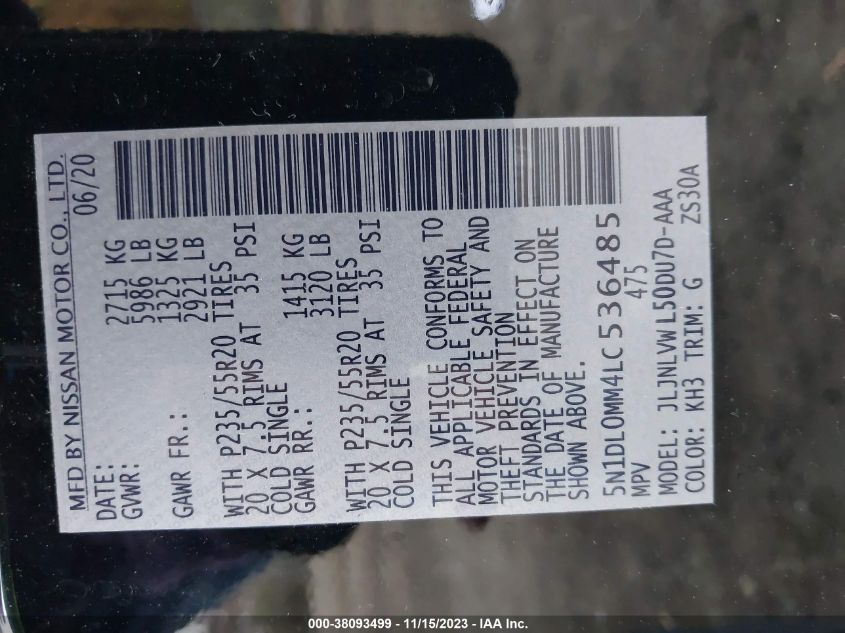 MFD BY NISSAN MOTOR CO., LTD.
DATE: 06/20
GVWR: 2715 KG
5986 LB
GAWR FR.: 1325 KG
2921 LB
WITH P235/55R20 TIRES
20 X 7.5 RIMS AT 35 PSI
COLD SINGLE
GAWR RR.: 1415 KG
3120 LB
WITH P235/55R20 TIRES
20 X 7.5 RIMS AT 35 PSI
COLD SINGLE
THIS VEHICLE CONFORMS TO
ALL APPLICABLE FEDERAL
MOTOR VEHICLE SAFETY AND
THEFT PREVENTION
STANDARDS IN EFFECT ON
THE DATE OF MANUFACTURE
SHOWN ABOVE.
5N1DL0MM4LC536485
MPV 475
MODEL: JLJNLVWL50DU7D-AAA
COLOR: KH3 TRIM: G ZS30A
000-38093499 - 11/15/2023 - IAA Inc.